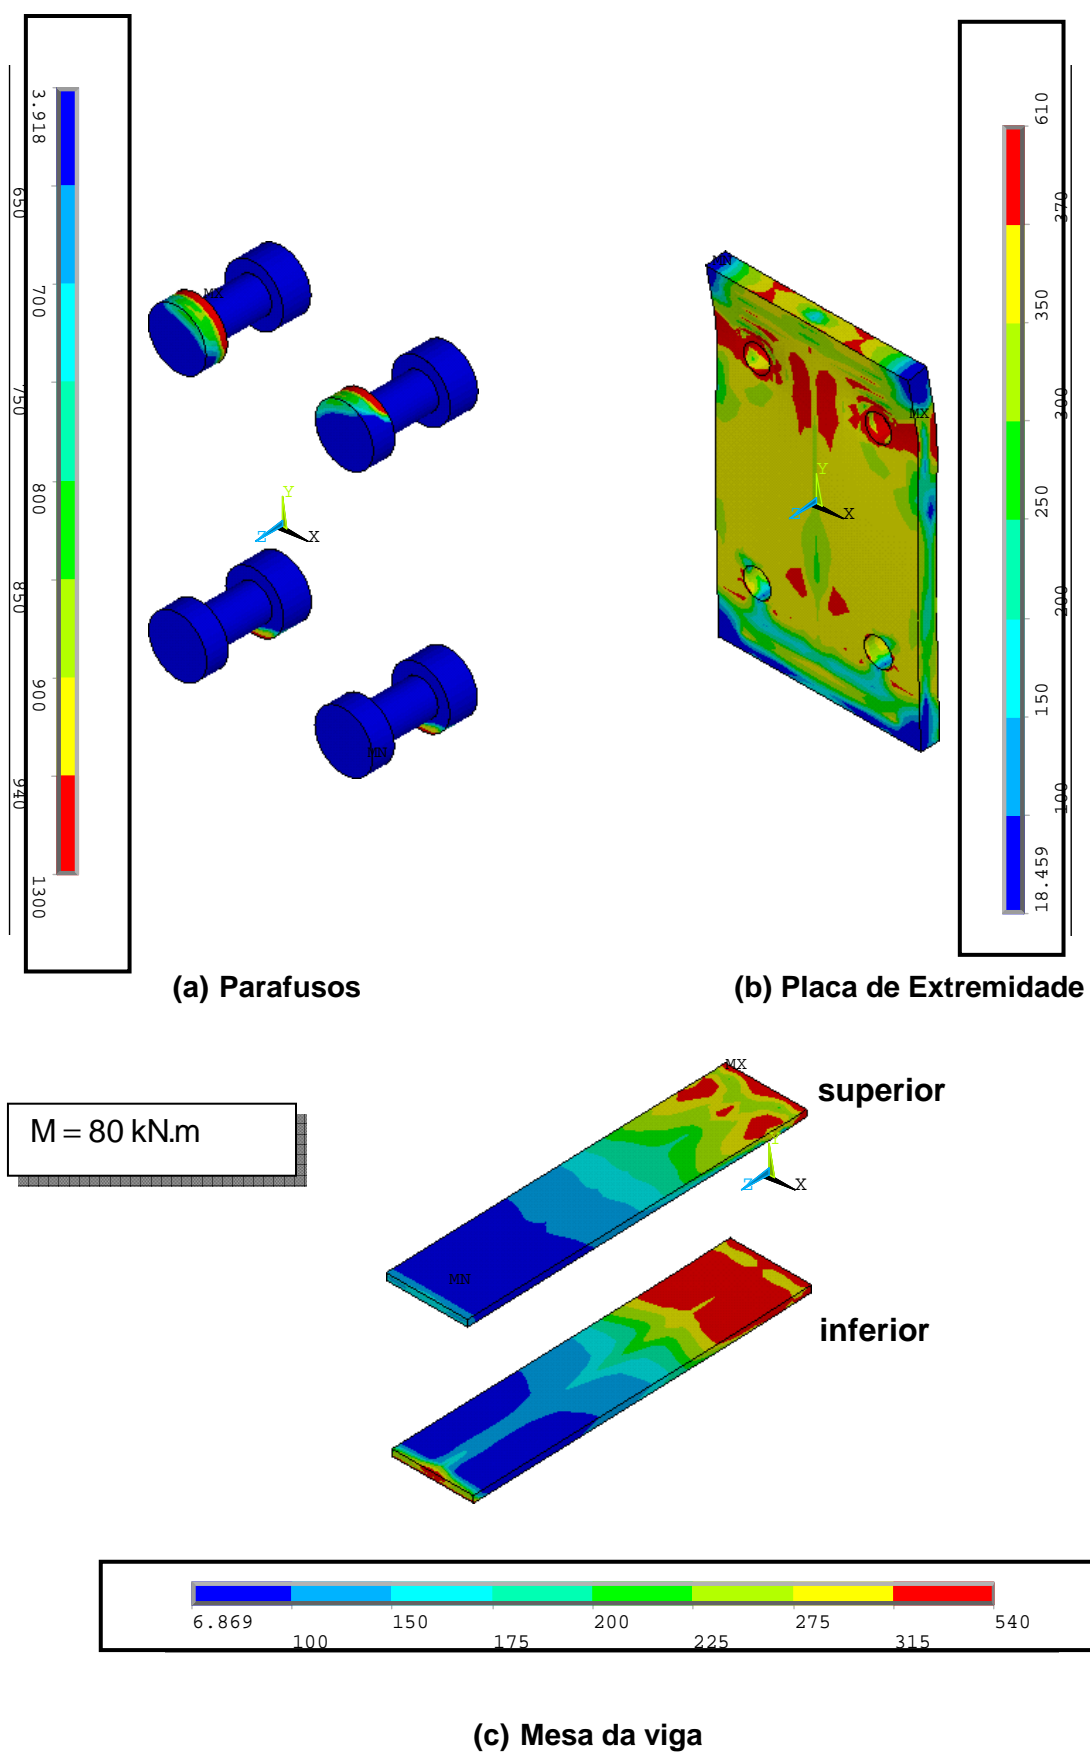 3.918
650
700
750
800
850
900
940
1300
MX
Y
Z
X
MN
MN
MX
Y
Z
X
610
370
350
300
250
200
150
100
18.459
(a) Parafusos
(b) Placa de Extremidade
M = 80 kN.m
MX
superior
Y
Z
X
MN
inferior
6.869
100
150
175
200
225
275
315
540
(c) Mesa da viga